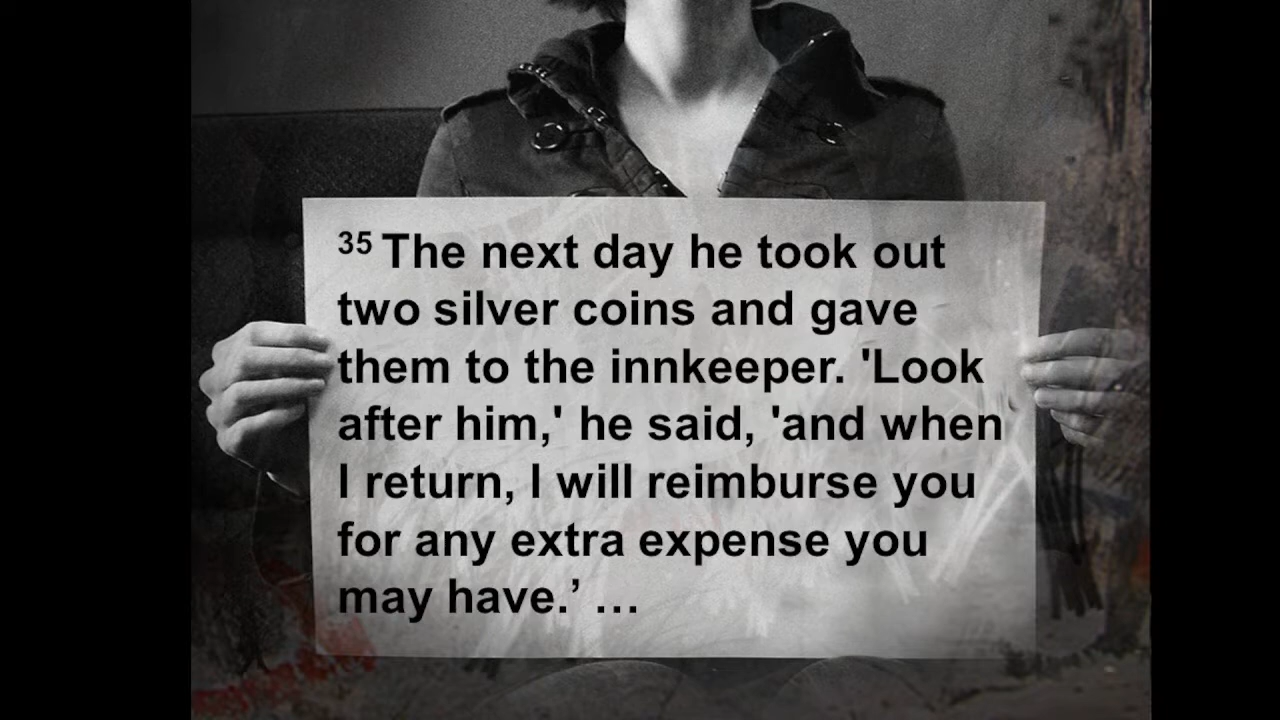 35 The next day he took out
two silver coins and gave
them to the innkeeper. 'Look
after him,' he said, 'and when
I return, I will reimburse you
for any extra expense you
may have.’ …